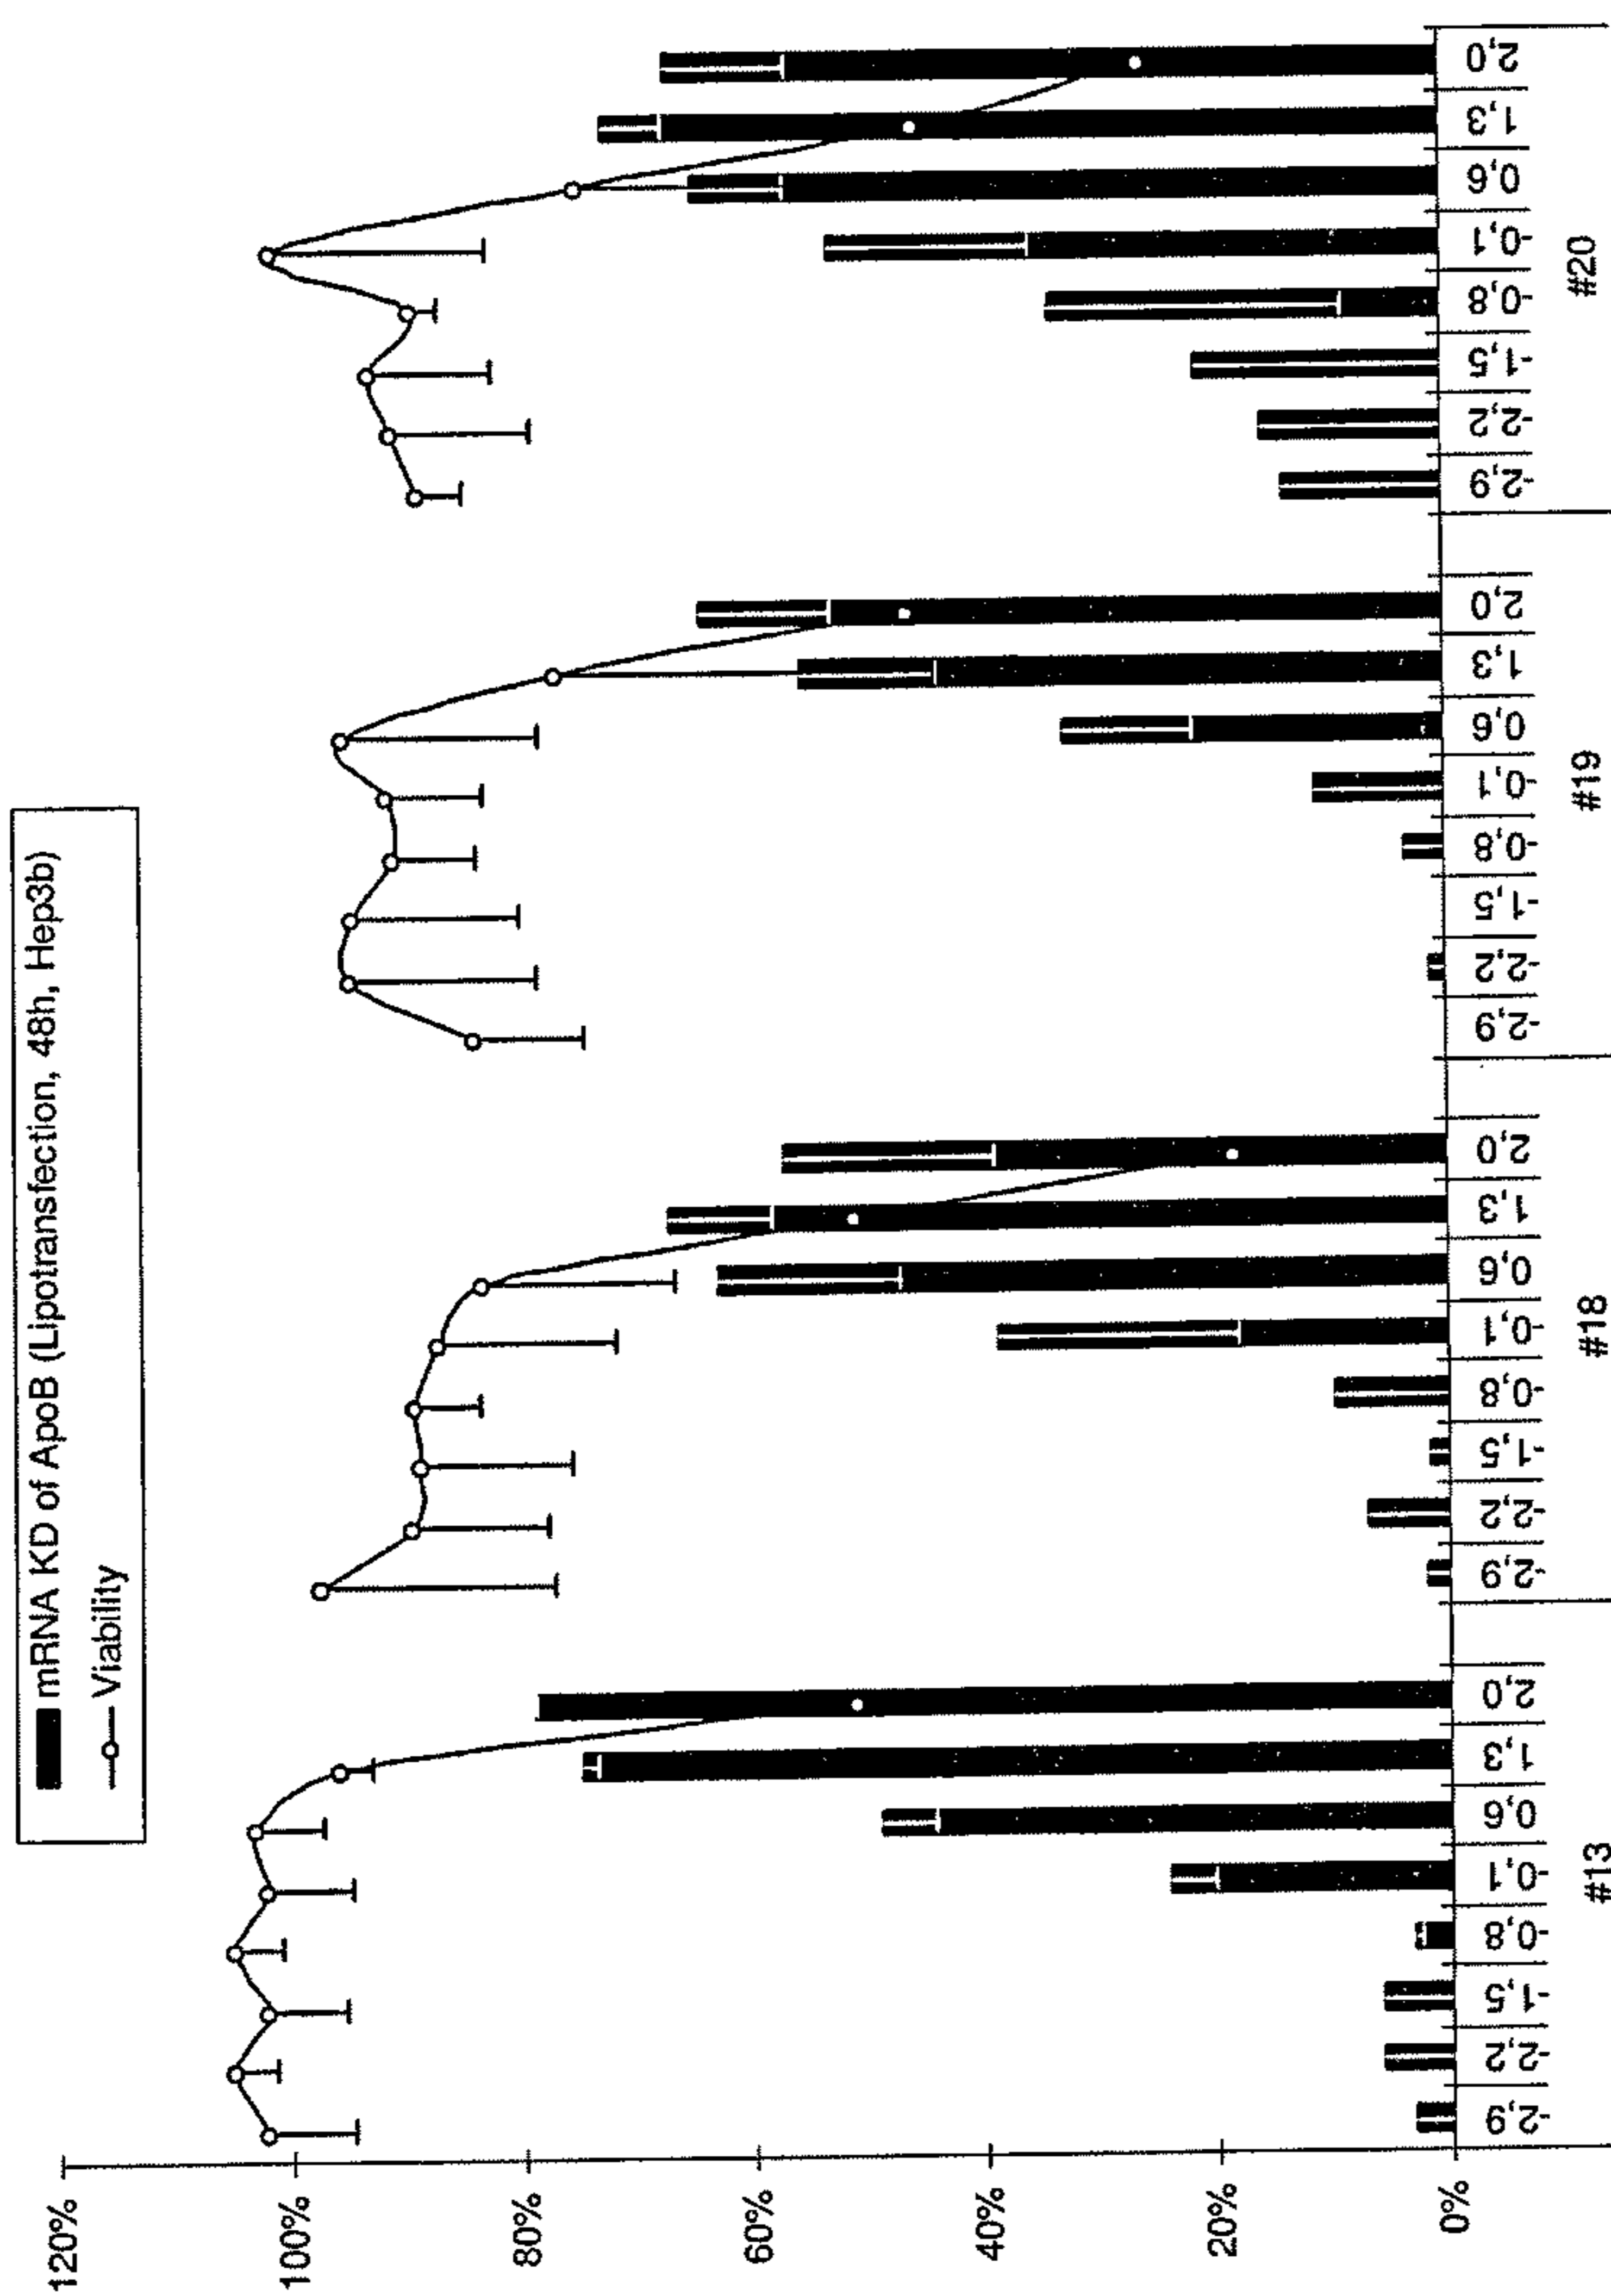 mRNA KD of ApoB (Lipotransfection, 48h, Hep3b)
Viability
120%
100%
80%
60%
40%
20%
0%
-2,9 -2,2 -1,5 -0,8 -0,1 0,6 1,3 2,0
#13
-2,9 -2,2 -1,5 -0,8 -0,1 0,6 1,3 2,0
#18
-2,9 -2,2 -1,5 -0,8 -0,1 0,6 1,3 2,0
#19
-2,9 -2,2 -1,5 -0,8 -0,1 0,6 1,3 2,0
#20